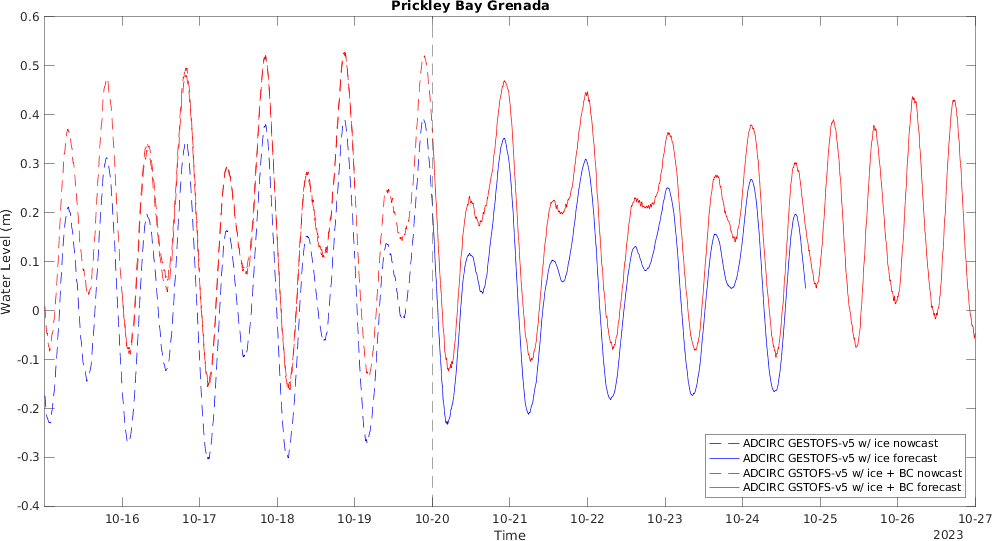 Prickley Bay Grenada
0.6
0.5
0.4
0.3
0.2
0.1
0
-0.1
-0.2
-0.3
-0.4
Water Level (m)
10-16 10-17 10-18 10-19 10-20 10-21 10-22 10-23 10-24 10-25 10-26 10-27
Time
2023
ADCIRC GESTOFS-v5 w/ ice nowcast
ADCIRC GESTOFS-v5 w/ ice forecast
ADCIRC GSTOFS-v5 w/ ice + BC nowcast
ADCIRC GSTOFS-v5 w/ ice + BC forecast